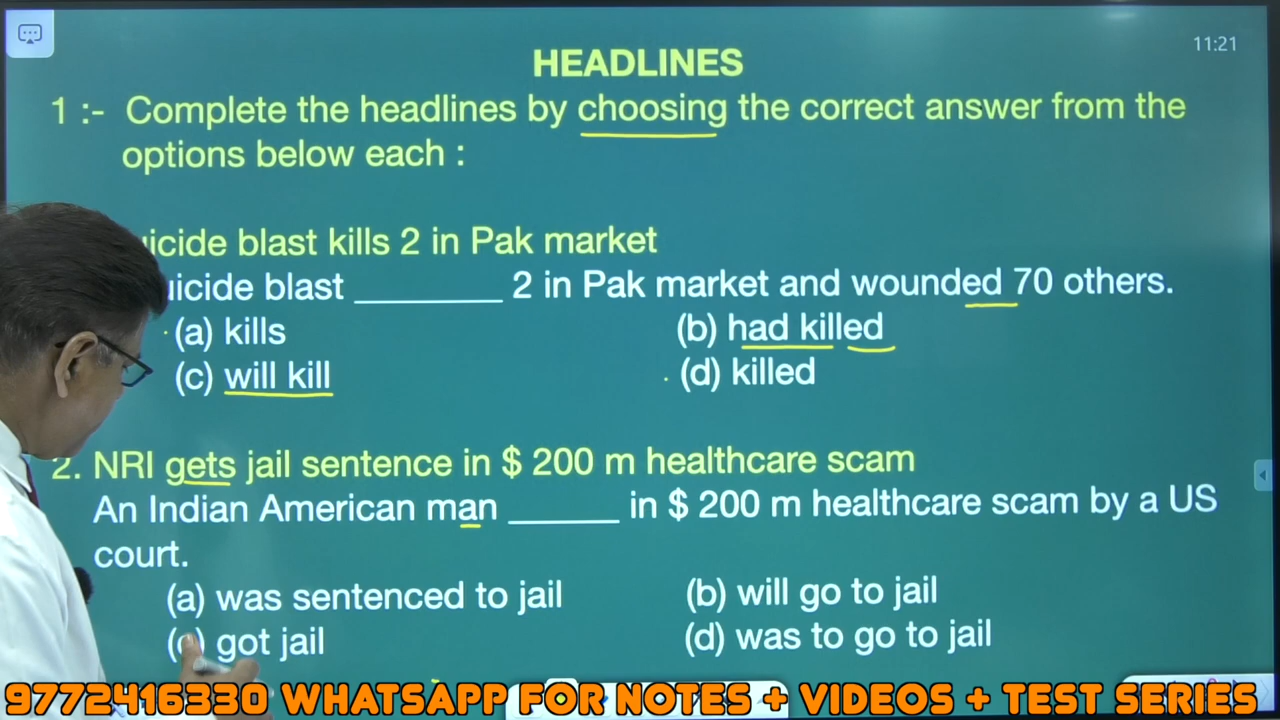 11:21
HEADLINES
1 :- Complete the headlines by choosing the correct answer from the
options below each :
blast kills 2 in Pak market
blast ________ 2 in Pak market and wounded 70 others.
(a) kills (b) had killed
(c) will kill (d) killed
2. NRI gets jail sentence in $ 200 m healthcare scam
An Indian American man ______ in $ 200 m healthcare scam by a US
court.
(a) was sentenced to jail (b) will go to jail
(c) got jail (d) was to go to jail
9772416330 WHATSAPP FOR NOTES + VIDEOS + TEST SERIES